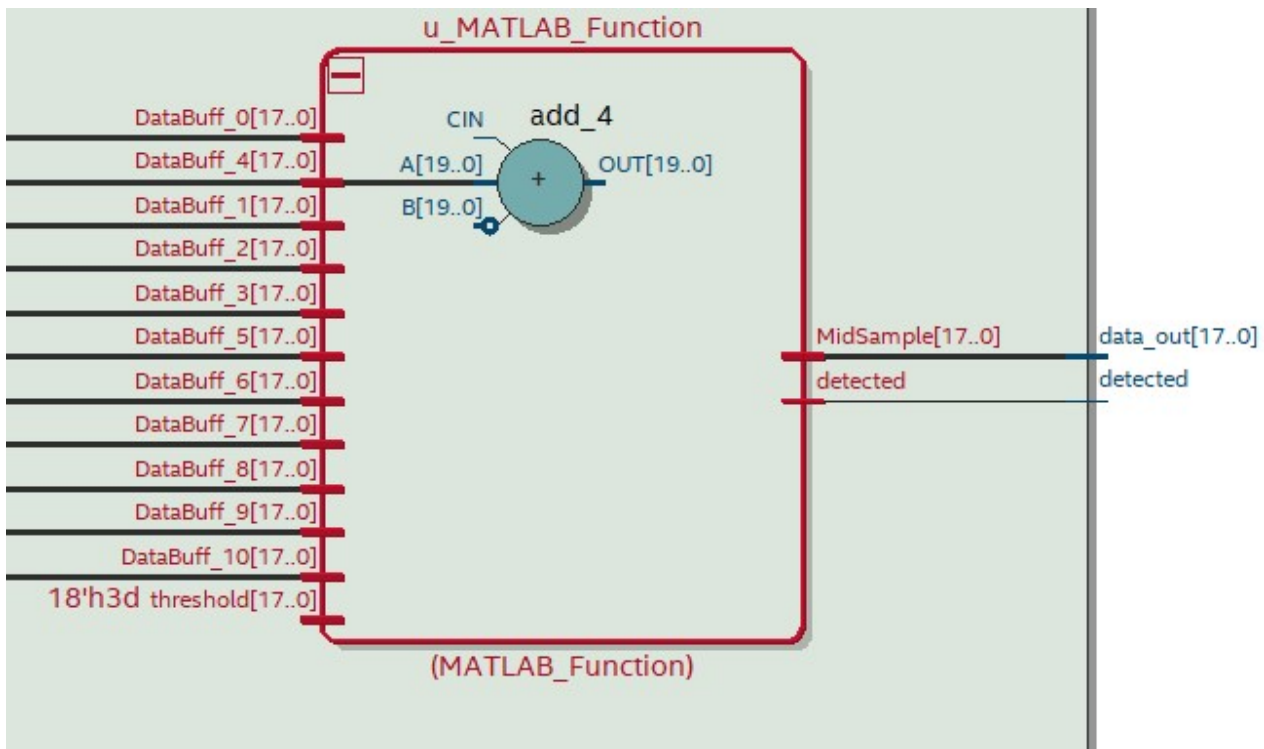 u_MATLAB_Function
DataBuff_0[17..0]
CIN
add_4
DataBuff_4[17..0]
A[19..0]
+
OUT[19..0]
DataBuff_1[17..0]
B[19..0]
DataBuff_2[17..0]
DataBuff_3[17..0]
DataBuff_5[17..0]
MidSample[17..0]
data_out[17..0]
DataBuff_6[17..0]
detected
detected
DataBuff_7[17..0]
DataBuff_8[17..0]
DataBuff_9[17..0]
DataBuff_10[17..0]
18'h3d threshold[17..0]
(MATLAB_Function)